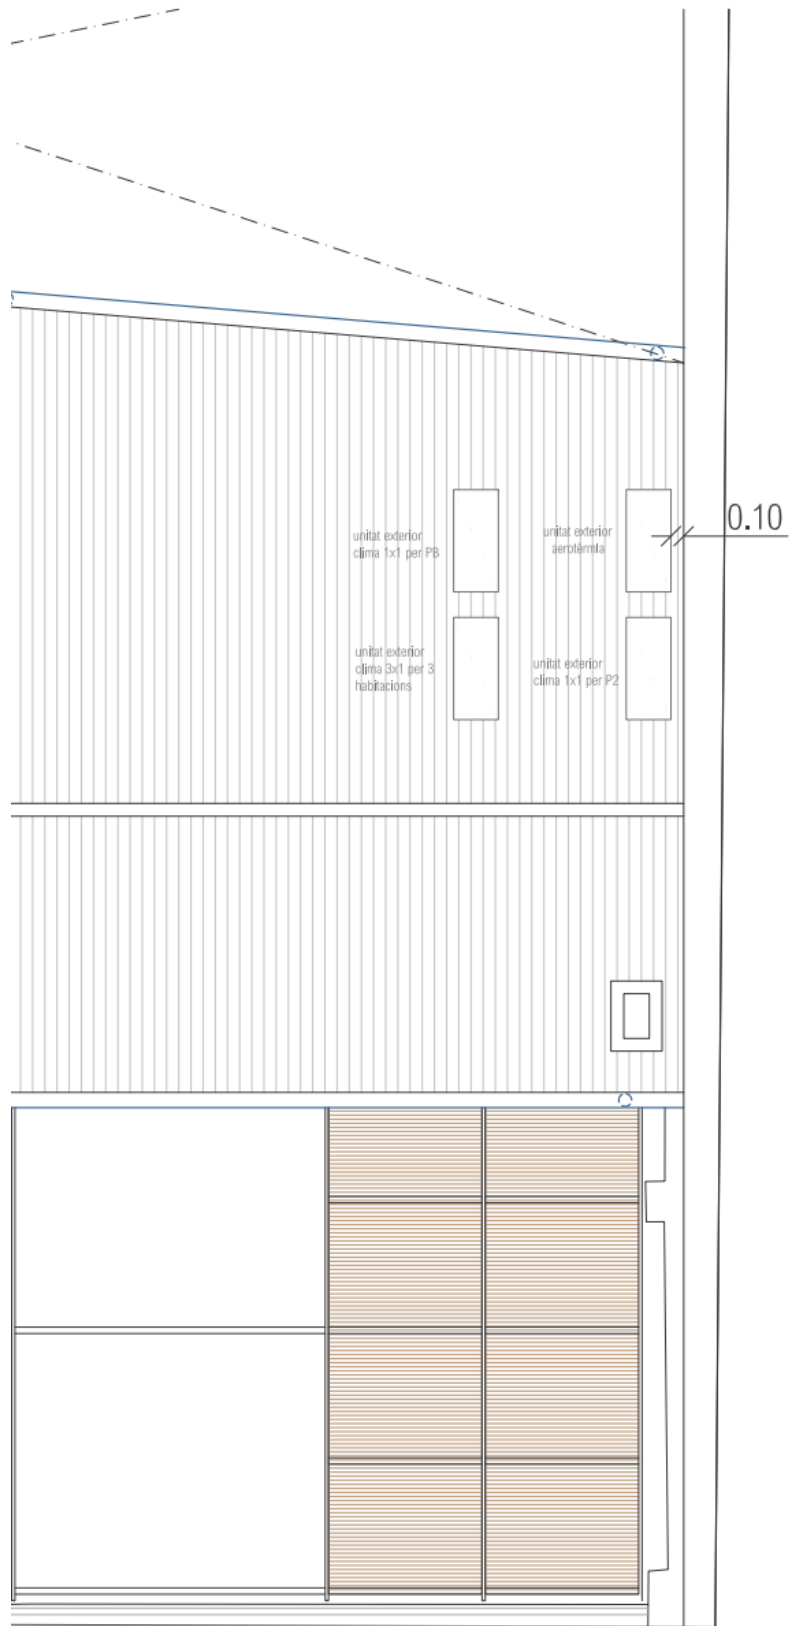 0.10
unitat exterior
clima 1x1 per PB
unitat exterior
aerotèrmia
unitat exterior
clima 3x1 per 3
habitacions
unitat exterior
clima 1x1 per P2